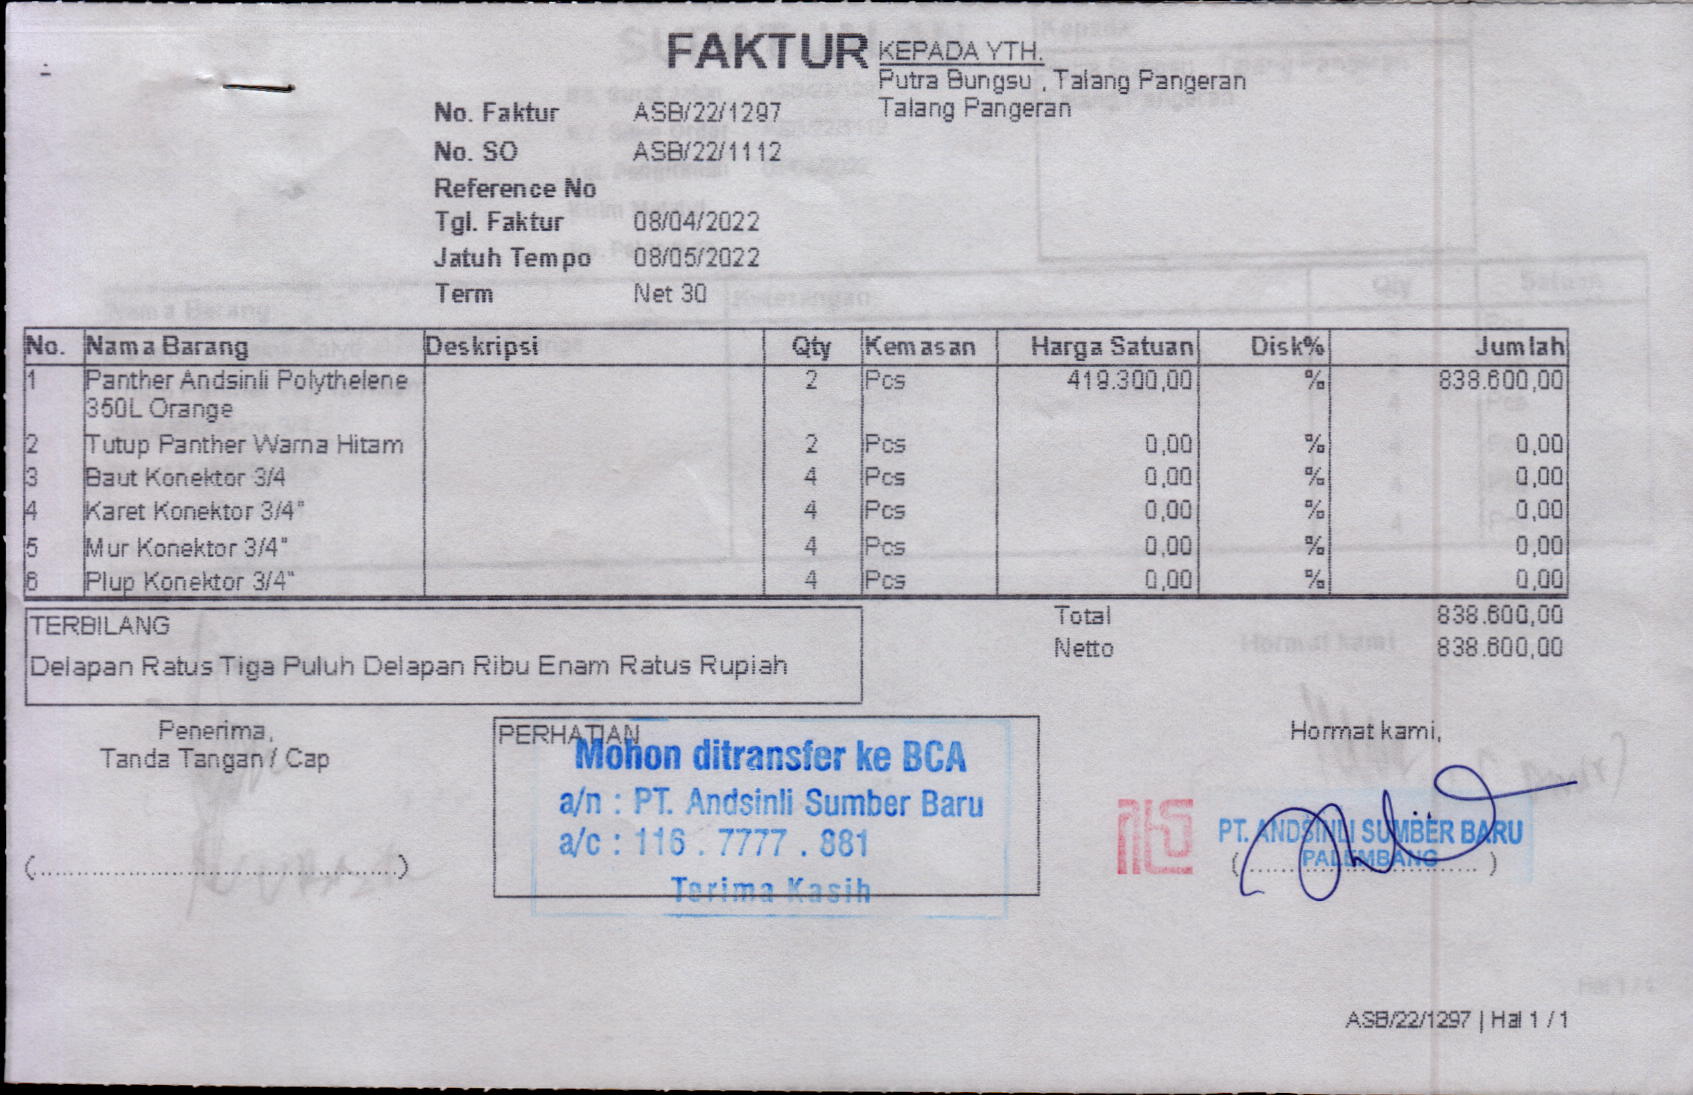 FAKTUR
KEPADA YTH.
Putra Bungsu , Talang Pangeran
Talang Pangeran
No. Faktur ASB/22/1297
No. SO ASB/22/1112
Reference No
Tgl. Faktur 08/04/2022
Jatuh Tempo 08/05/2022
Term Net 30
No. Nama Barang Deskripsi Qty Kemasan Harga Satuan Disk% Jumlah
1 Panther Andsinli Polythelene 2 Pcs 419.300,00 % 838.600,00
350L Orange
2 Tutup Panther Warna Hitam 2 Pcs 0,00 % 0,00
3 Baut Konektor 3/4 4 Pcs 0,00 % 0,00
4 Karet Konektor 3/4" 4 Pcs 0,00 % 0,00
5 Mur Konektor 3/4" 4 Pcs 0,00 % 0,00
6 Plup Konektor 3/4" 4 Pcs 0,00 % 0,00
Total 838.600,00
Netto 838.600,00
TERBILANG
Delapan Ratus Tiga Puluh Delapan Ribu Enam Ratus Rupiah
Penerima,
Tanda Tangan / Cap
(........................................................)
PERHATIAN
Mohon ditransfer ke BCA
a/n : PT. Andsinli Sumber Baru
a/c : 116 . 7777 . 881
Terima Kasih
Hormat kami,
PT. ANDSINLI SUMBER BARU
PALEMBANG
(....................................)
ASB/22/1297 | Hal 1 / 1